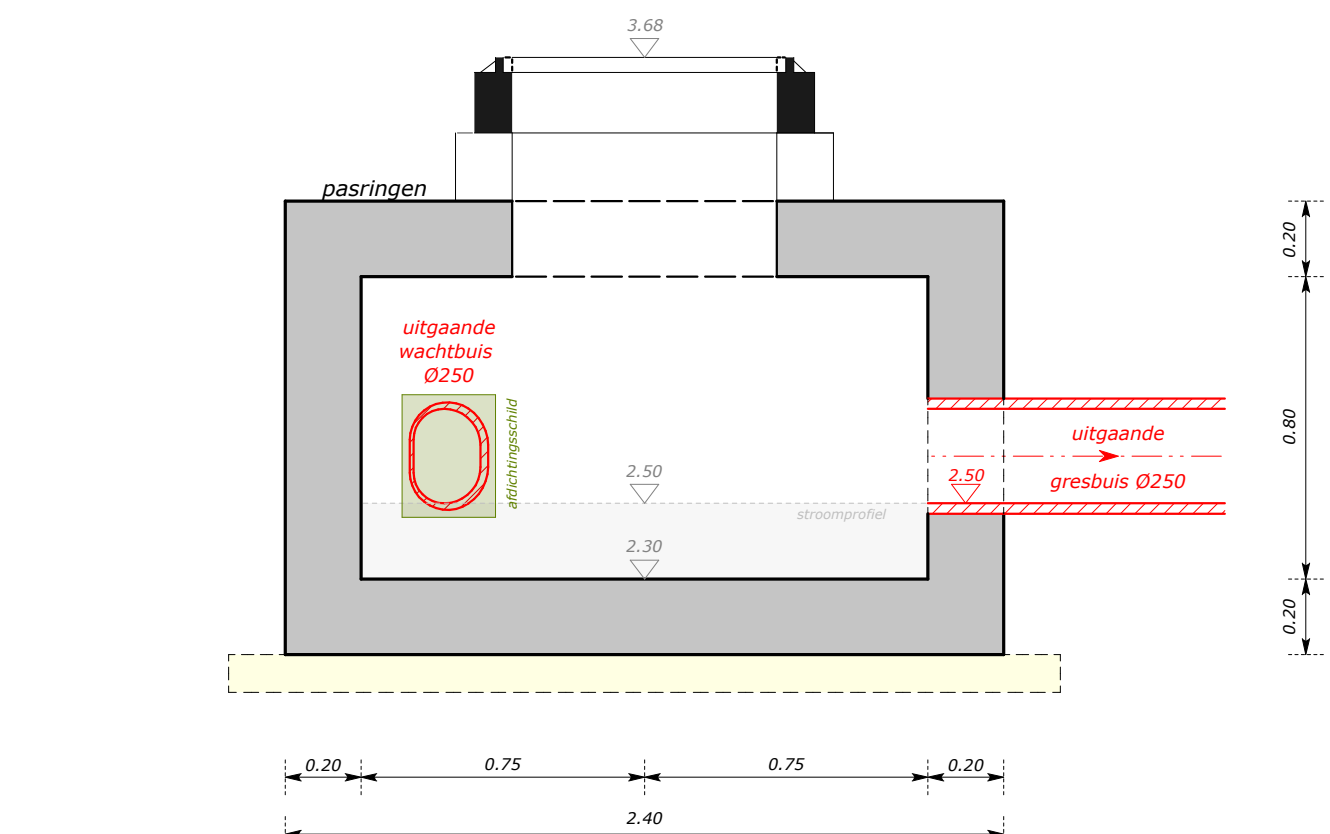 3.68
pasringen
0.20
uitgaande
wachtbuis
Ø250
afdichtingsschild
0.80
uitgaande
2.50
2.50
gresbuis Ø250
stroomprofiel
2.30
0.20
0.20
0.75
0.75
0.20
2.40